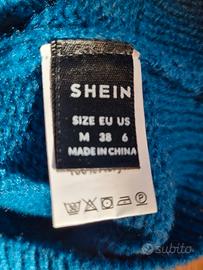 SHEIN
SIZE EU US
M 38 6
MADE IN CHINA
subito